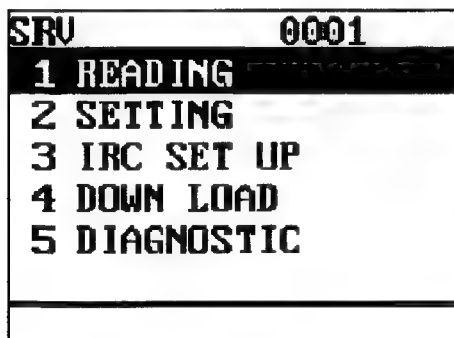 SRV 0001
1 READING
2 SETTING
3 IRC SET UP
4 DOWN LOAD
5 DIAGNOSTIC